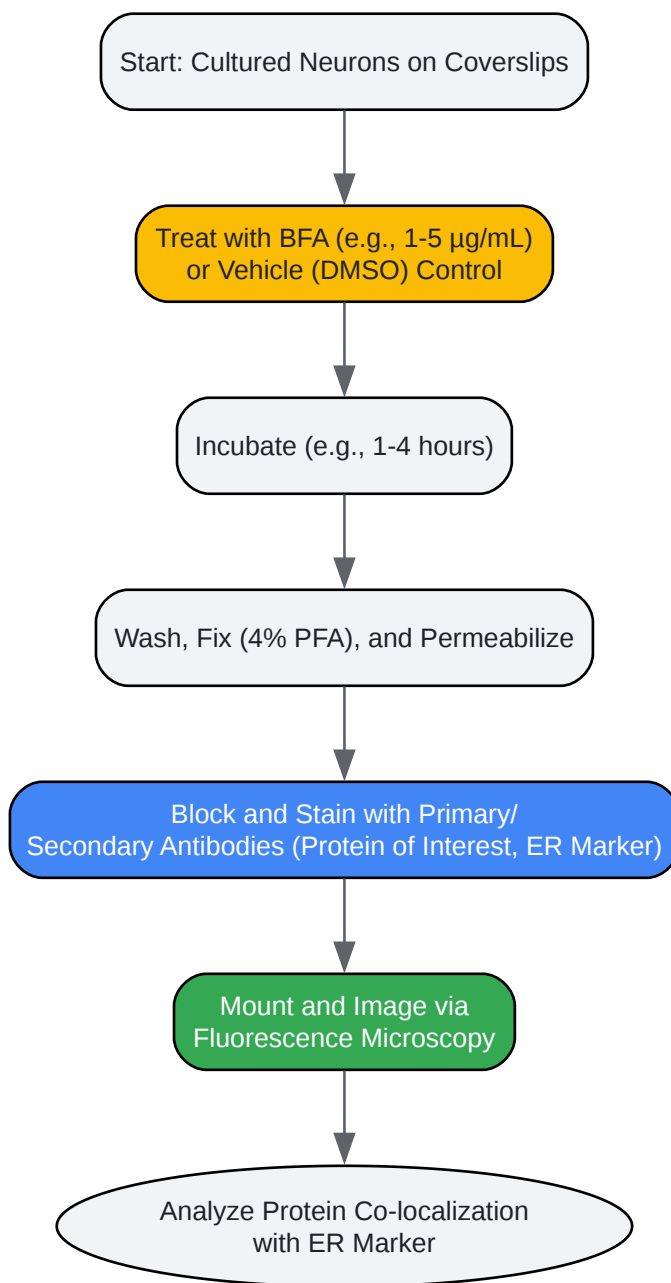 Start: Cultured Neurons on Coverslips
Treat with BFA (e.g., 1-5 µg/mL)
or Vehicle (DMSO) Control
Incubate (e.g., 1-4 hours)
Wash, Fix (4% PFA), and Permeabilize
Block and Stain with Primary/
Secondary Antibodies (Protein of Interest, ER Marker)
Mount and Image via
Fluorescence Microscopy
Analyze Protein Co-localization
with ER Marker